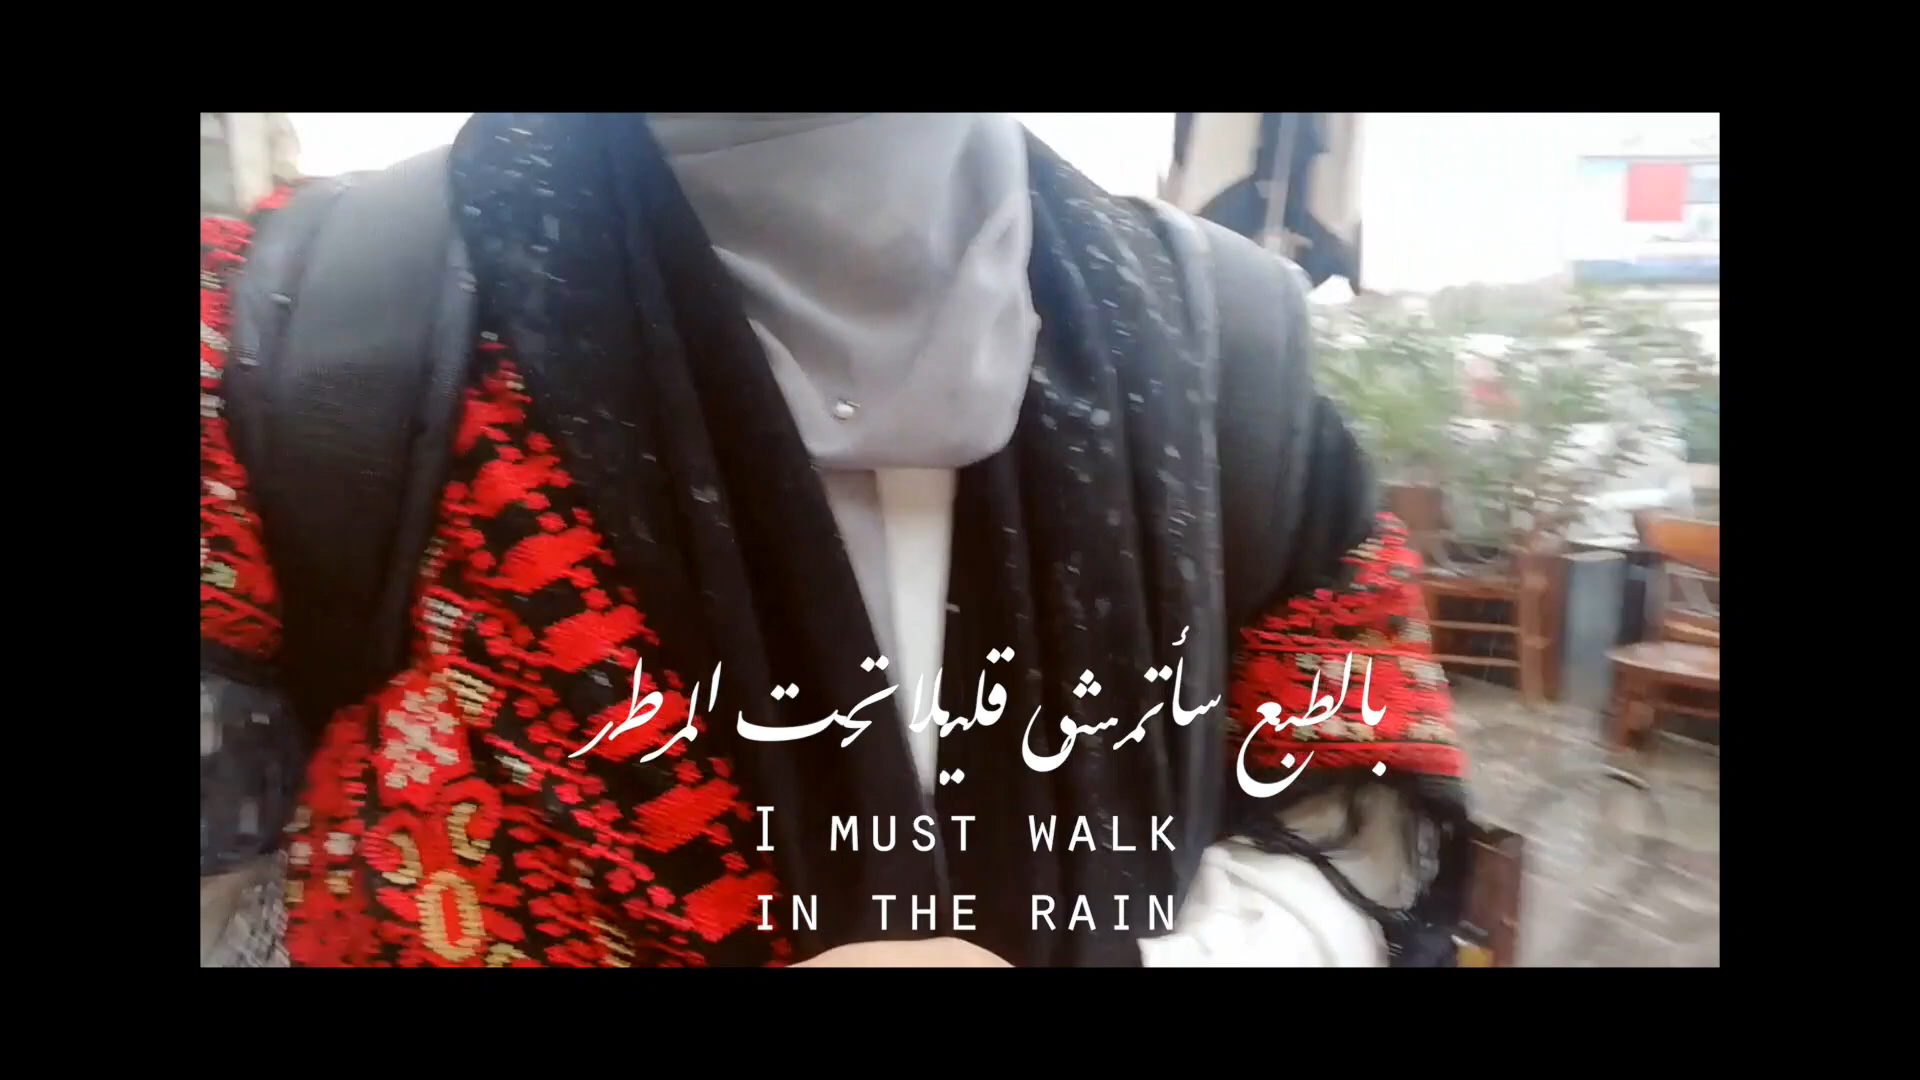 بالطبع سأتمشى قليلا تحت المطر
I MUST WALK
IN THE RAIN